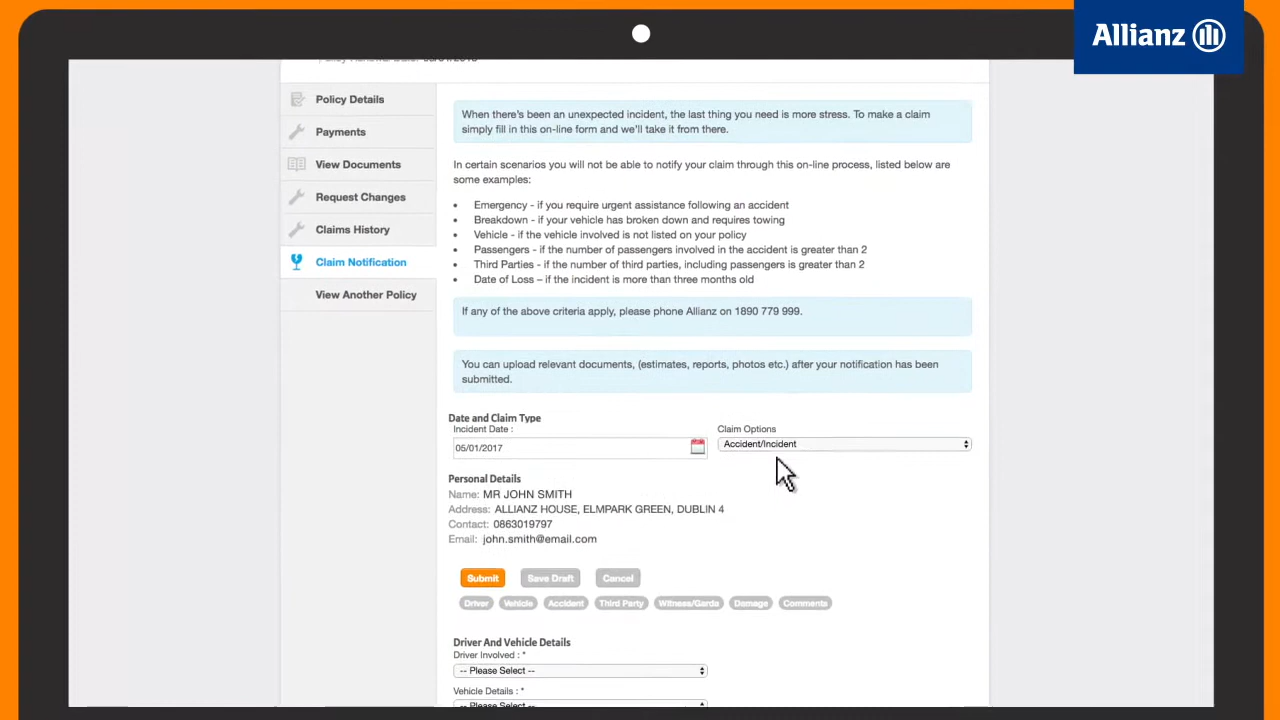 Allianz
Policy Details
Payments
View Documents
Request Changes
Claims History
Claim Notification
View Another Policy
When there's been an unexpected incident, the last thing you need is more stress. To make a claim
simply fill in this on-line form and we'll take it from there.
In certain scenarios you will not be able to notify your claim through this on-line process, listed below are
some examples:
• Emergency - if you require urgent assistance following an accident
• Breakdown - if your vehicle has broken down and requires towing
• Vehicle - if the vehicle involved is not listed on your policy
• Passengers - if the number of passengers involved in the accident is greater than 2
• Third Parties - if the number of third parties, including passengers is greater than 2
• Date of Loss – if the incident is more than three months old
If any of the above criteria apply, please phone Allianz on 1890 779 999.
You can upload relevant documents, (estimates, reports, photos etc.) after your notification has been
submitted.
Date and Claim Type
Incident Date :
Claim Options
05/01/2017
Accident/Incident
Personal Details
Name: MR JOHN SMITH
Address: ALLIANZ HOUSE, ELMPARK GREEN, DUBLIN 4
Contact: 0863019797
Email: john.smith@email.com
Submit Save Draft Cancel
Driver Vehicle Accident Third Party Witness/Garda Damage Comments
Driver And Vehicle Details
Driver Involved : *
-- Please Select --
Vehicle Details : *
-- Please Select --